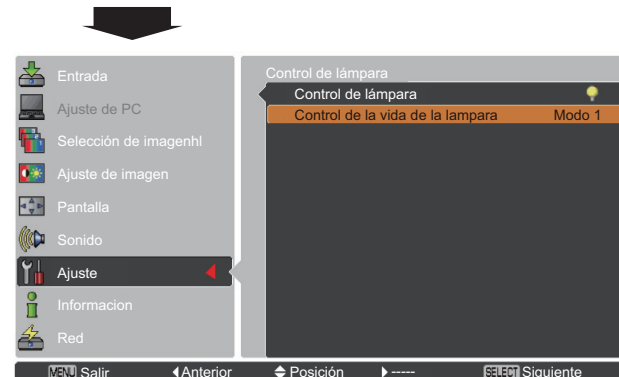 Entrada
Ajuste de PC
Selección de imagenhl
Ajuste de imagen
Pantalla
Sonido
Ajuste
Informacion
Red
Control de lámpara
Control de lámpara
Control de la vida de la lampara Modo 1
MENU Salir Anterior Posición ----- SELECT Siguiente